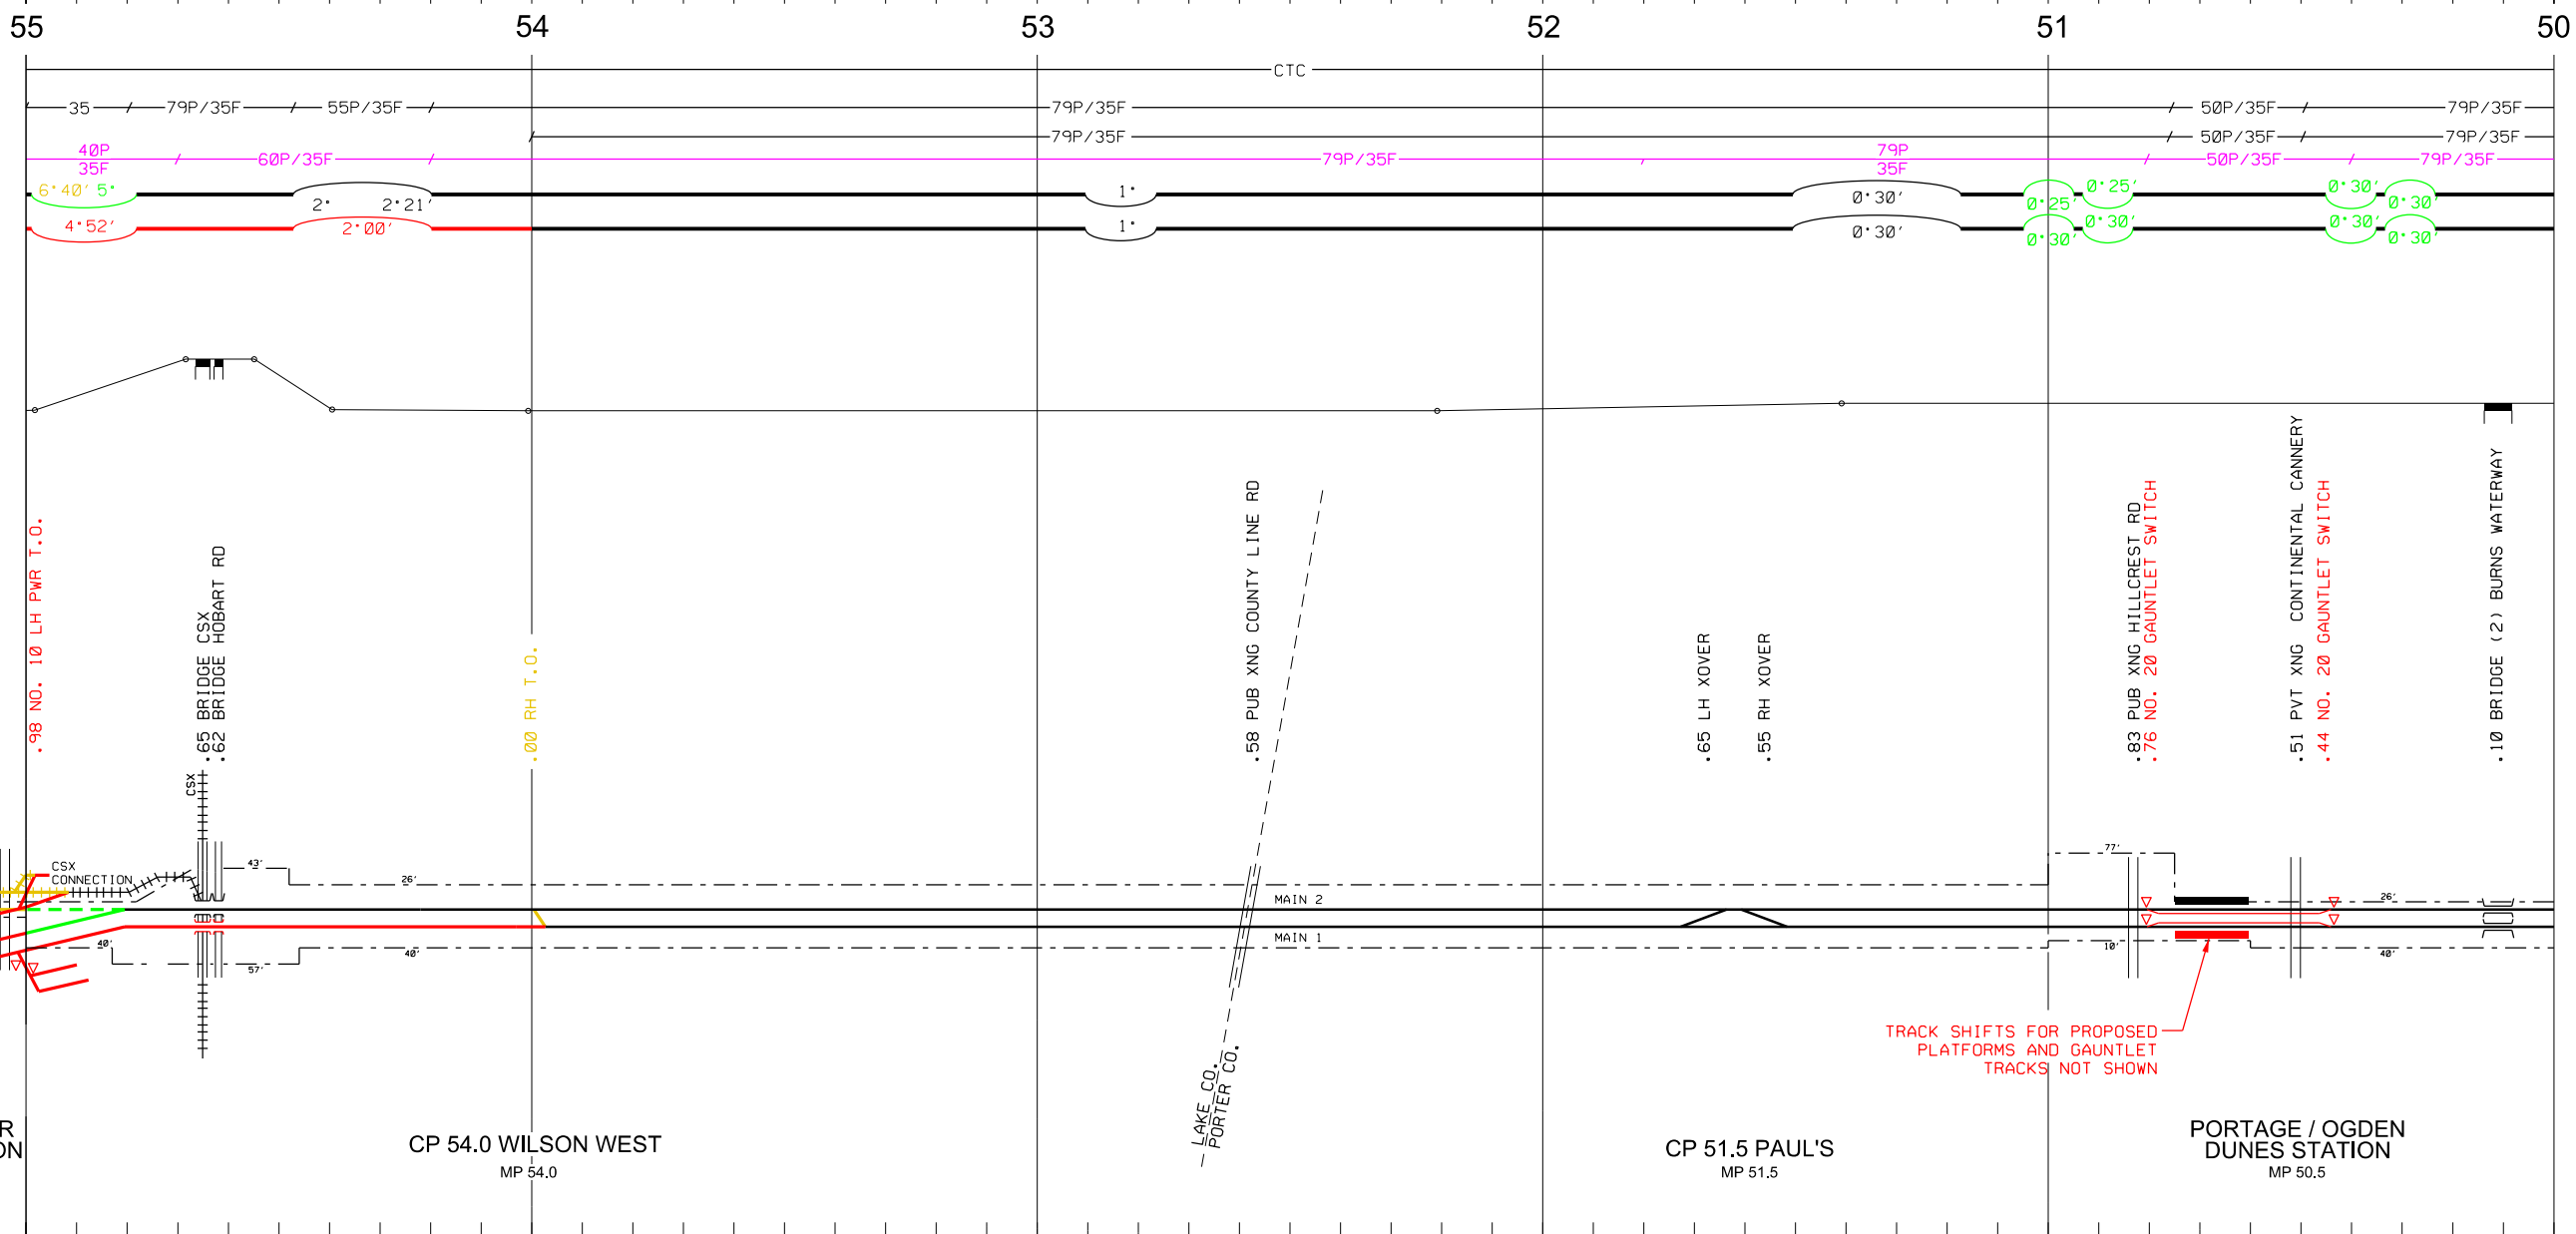 55 54 53 52 51 50
CTC
35 79P/35F 55P/35F 79P/35F 50P/35F 79P/35F
79P/35F 50P/35F 79P/35F
40P
35F
60P/35F 79P/35F
79P
35F
50P/35F 79P/35F
6°40' 5° 2° 2°21' 1° 0°30' 0°25' 0°25' 0°30' 0°30'
4°52' 2°00' 1° 0°30' 0°30' 0°30' 0°30' 0°30'
.98 NO. 10 LH PWR T.O.
.65 BRIDGE CSX
.62 BRIDGE HOBART RD
.00 RH T.O.
.58 PUB XNG COUNTY LINE RD
.65 LH XOVER
.55 RH XOVER
.83 PUB XNG HILLCREST RD
.76 NO. 20 GAUNTLET SWITCH
.51 PVT XNG CONTINENTAL CANNERY
.44 NO. 20 GAUNTLET SWITCH
.10 BRIDGE (2) BURNS WATERWAY
CSX
CSX
CONNECTION
43'
26'
77'
26'
MAIN 2
MAIN 1
40'
57'
40'
10'
40'
TRACK SHIFTS FOR PROPOSED
PLATFORMS AND GAUNTLET
TRACKS NOT SHOWN
LAKE CO.
PORTER CO.
R
ON
CP 54.0 WILSON WEST
MP 54.0
CP 51.5 PAUL'S
MP 51.5
PORTAGE / OGDEN
DUNES STATION
MP 50.5